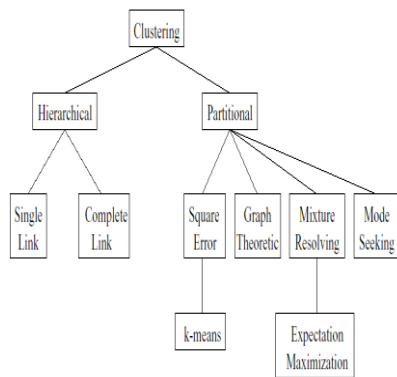 Clustering
Hierarchical
Partitional
Single
Link
Complete
Link
Square
Error
Graph
Theoretic
Mixture
Resolving
Mode
Seeking
k-means
Expectation
Maximization